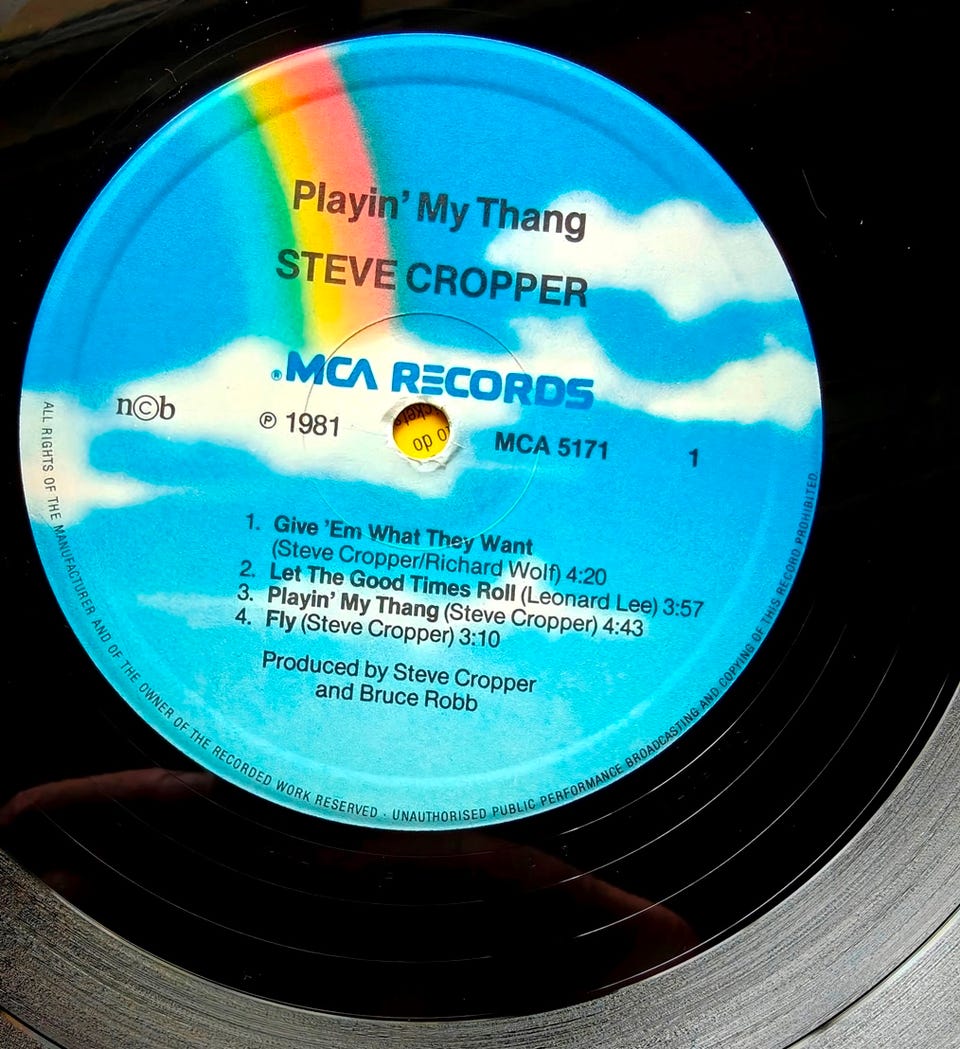 Playin' My Thang
STEVE CROPPER
®MCA RECORDS
n©b
℗ 1981
MCA 5171
1
to do
ckets
1. Give 'Em What They Want
(Steve Cropper/Richard Wolf) 4:20
2. Let The Good Times Roll (Leonard Lee) 3:57
3. Playin' My Thang (Steve Cropper) 4:43
4. Fly (Steve Cropper) 3:10
Produced by Steve Cropper
and Bruce Robb
ALL RIGHTS OF THE MANUFACTURER AND OF THE OWNER OF THE RECORDED WORK RESERVED · UNAUTHORISED PUBLIC PERFORMANCE BROADCASTING AND COPYING OF THIS RECORD PROHIBITED